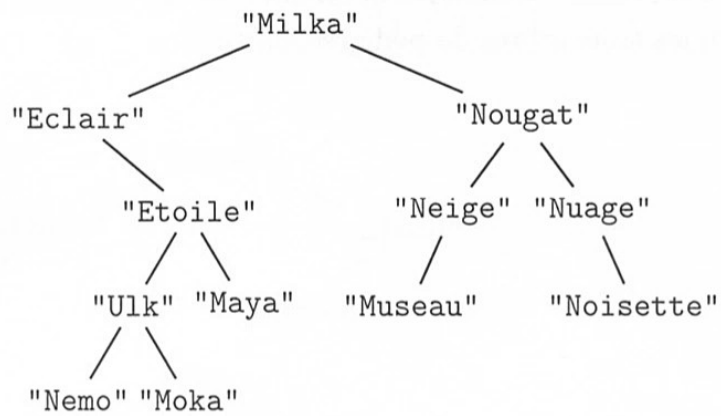 "Milka"
"Eclair" "Nougat"
"Etoile" "Neige" "Nuage"
"Ulk" "Maya" "Museau" "Noisette"
"Nemo" "Moka"